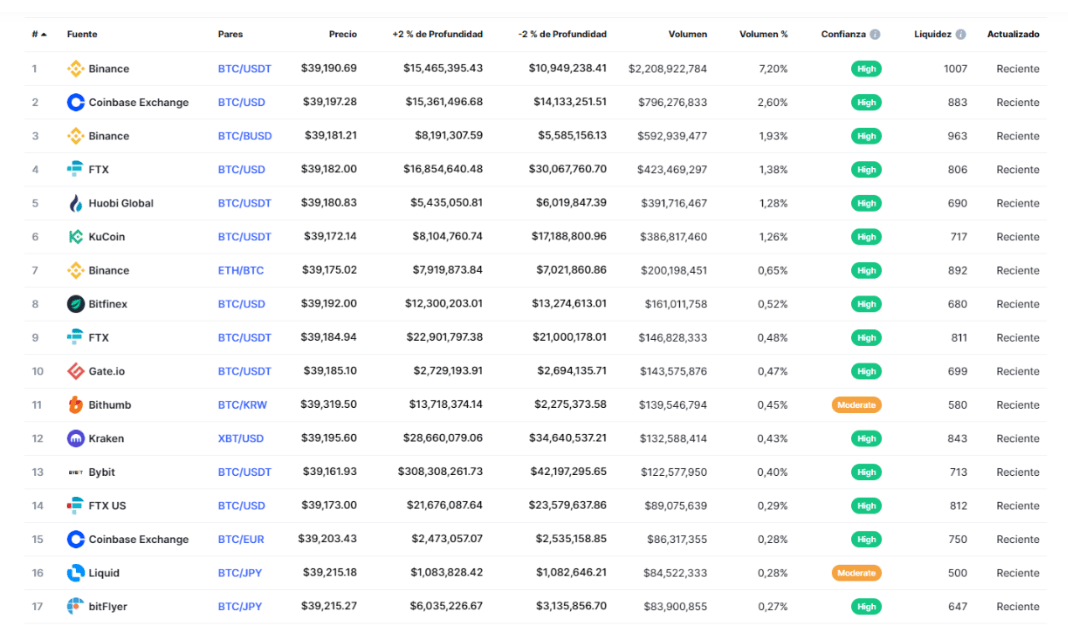 # Fuente Pares Precio +2 % de Profundidad -2 % de Profundidad Volumen Volumen % Confianza Liquidez Actualizado
1 Binance BTC/USDT $39,190.69 $15,465,395.43 $10,949,238.41 $2,208,922,784 7,20% High 1007 Reciente
2 Coinbase Exchange BTC/USD $39,197.28 $15,361,496.68 $14,133,251.51 $796,276,833 2,60% High 883 Reciente
3 Binance BTC/BUSD $39,181.21 $8,191,307.59 $5,585,156.13 $592,939,477 1,93% High 963 Reciente
4 FTX BTC/USD $39,182.00 $16,854,640.48 $30,067,760.70 $423,469,297 1,38% High 806 Reciente
5 Huobi Global BTC/USDT $39,180.83 $5,435,050.81 $6,019,847.39 $391,716,467 1,28% High 690 Reciente
6 KuCoin BTC/USDT $39,172.14 $8,104,760.74 $17,188,800.96 $386,817,460 1,26% High 717 Reciente
7 Binance ETH/BTC $39,175.02 $7,919,873.84 $7,021,860.86 $200,198,451 0,65% High 892 Reciente
8 Bitfinex BTC/USD $39,192.00 $12,300,203.01 $13,274,613.01 $161,011,758 0,52% High 680 Reciente
9 FTX BTC/USDT $39,184.94 $22,901,797.38 $21,000,178.01 $146,828,333 0,48% High 811 Reciente
10 Gate.io BTC/USDT $39,185.10 $2,729,193.91 $2,694,135.71 $143,575,876 0,47% High 699 Reciente
11 Bithumb BTC/KRW $39,319.50 $13,718,374.14 $2,275,373.58 $139,546,794 0,45% Moderate 580 Reciente
12 Kraken XBT/USD $39,195.60 $28,660,079.06 $34,640,537.21 $132,588,414 0,43% High 843 Reciente
13 BYBIT Bybit BTC/USDT $39,161.93 $308,308,261.73 $42,197,295.65 $122,577,950 0,40% High 713 Reciente
14 FTX US BTC/USD $39,173.00 $21,676,087.64 $23,579,637.86 $89,075,639 0,29% High 812 Reciente
15 Coinbase Exchange BTC/EUR $39,203.43 $2,473,057.07 $2,535,158.85 $86,317,355 0,28% High 750 Reciente
16 Liquid BTC/JPY $39,215.18 $1,083,828.42 $1,082,646.21 $84,522,333 0,28% Moderate 500 Reciente
17 bitFlyer BTC/JPY $39,215.27 $6,035,226.67 $3,135,856.70 $83,900,855 0,27% High 647 Reciente